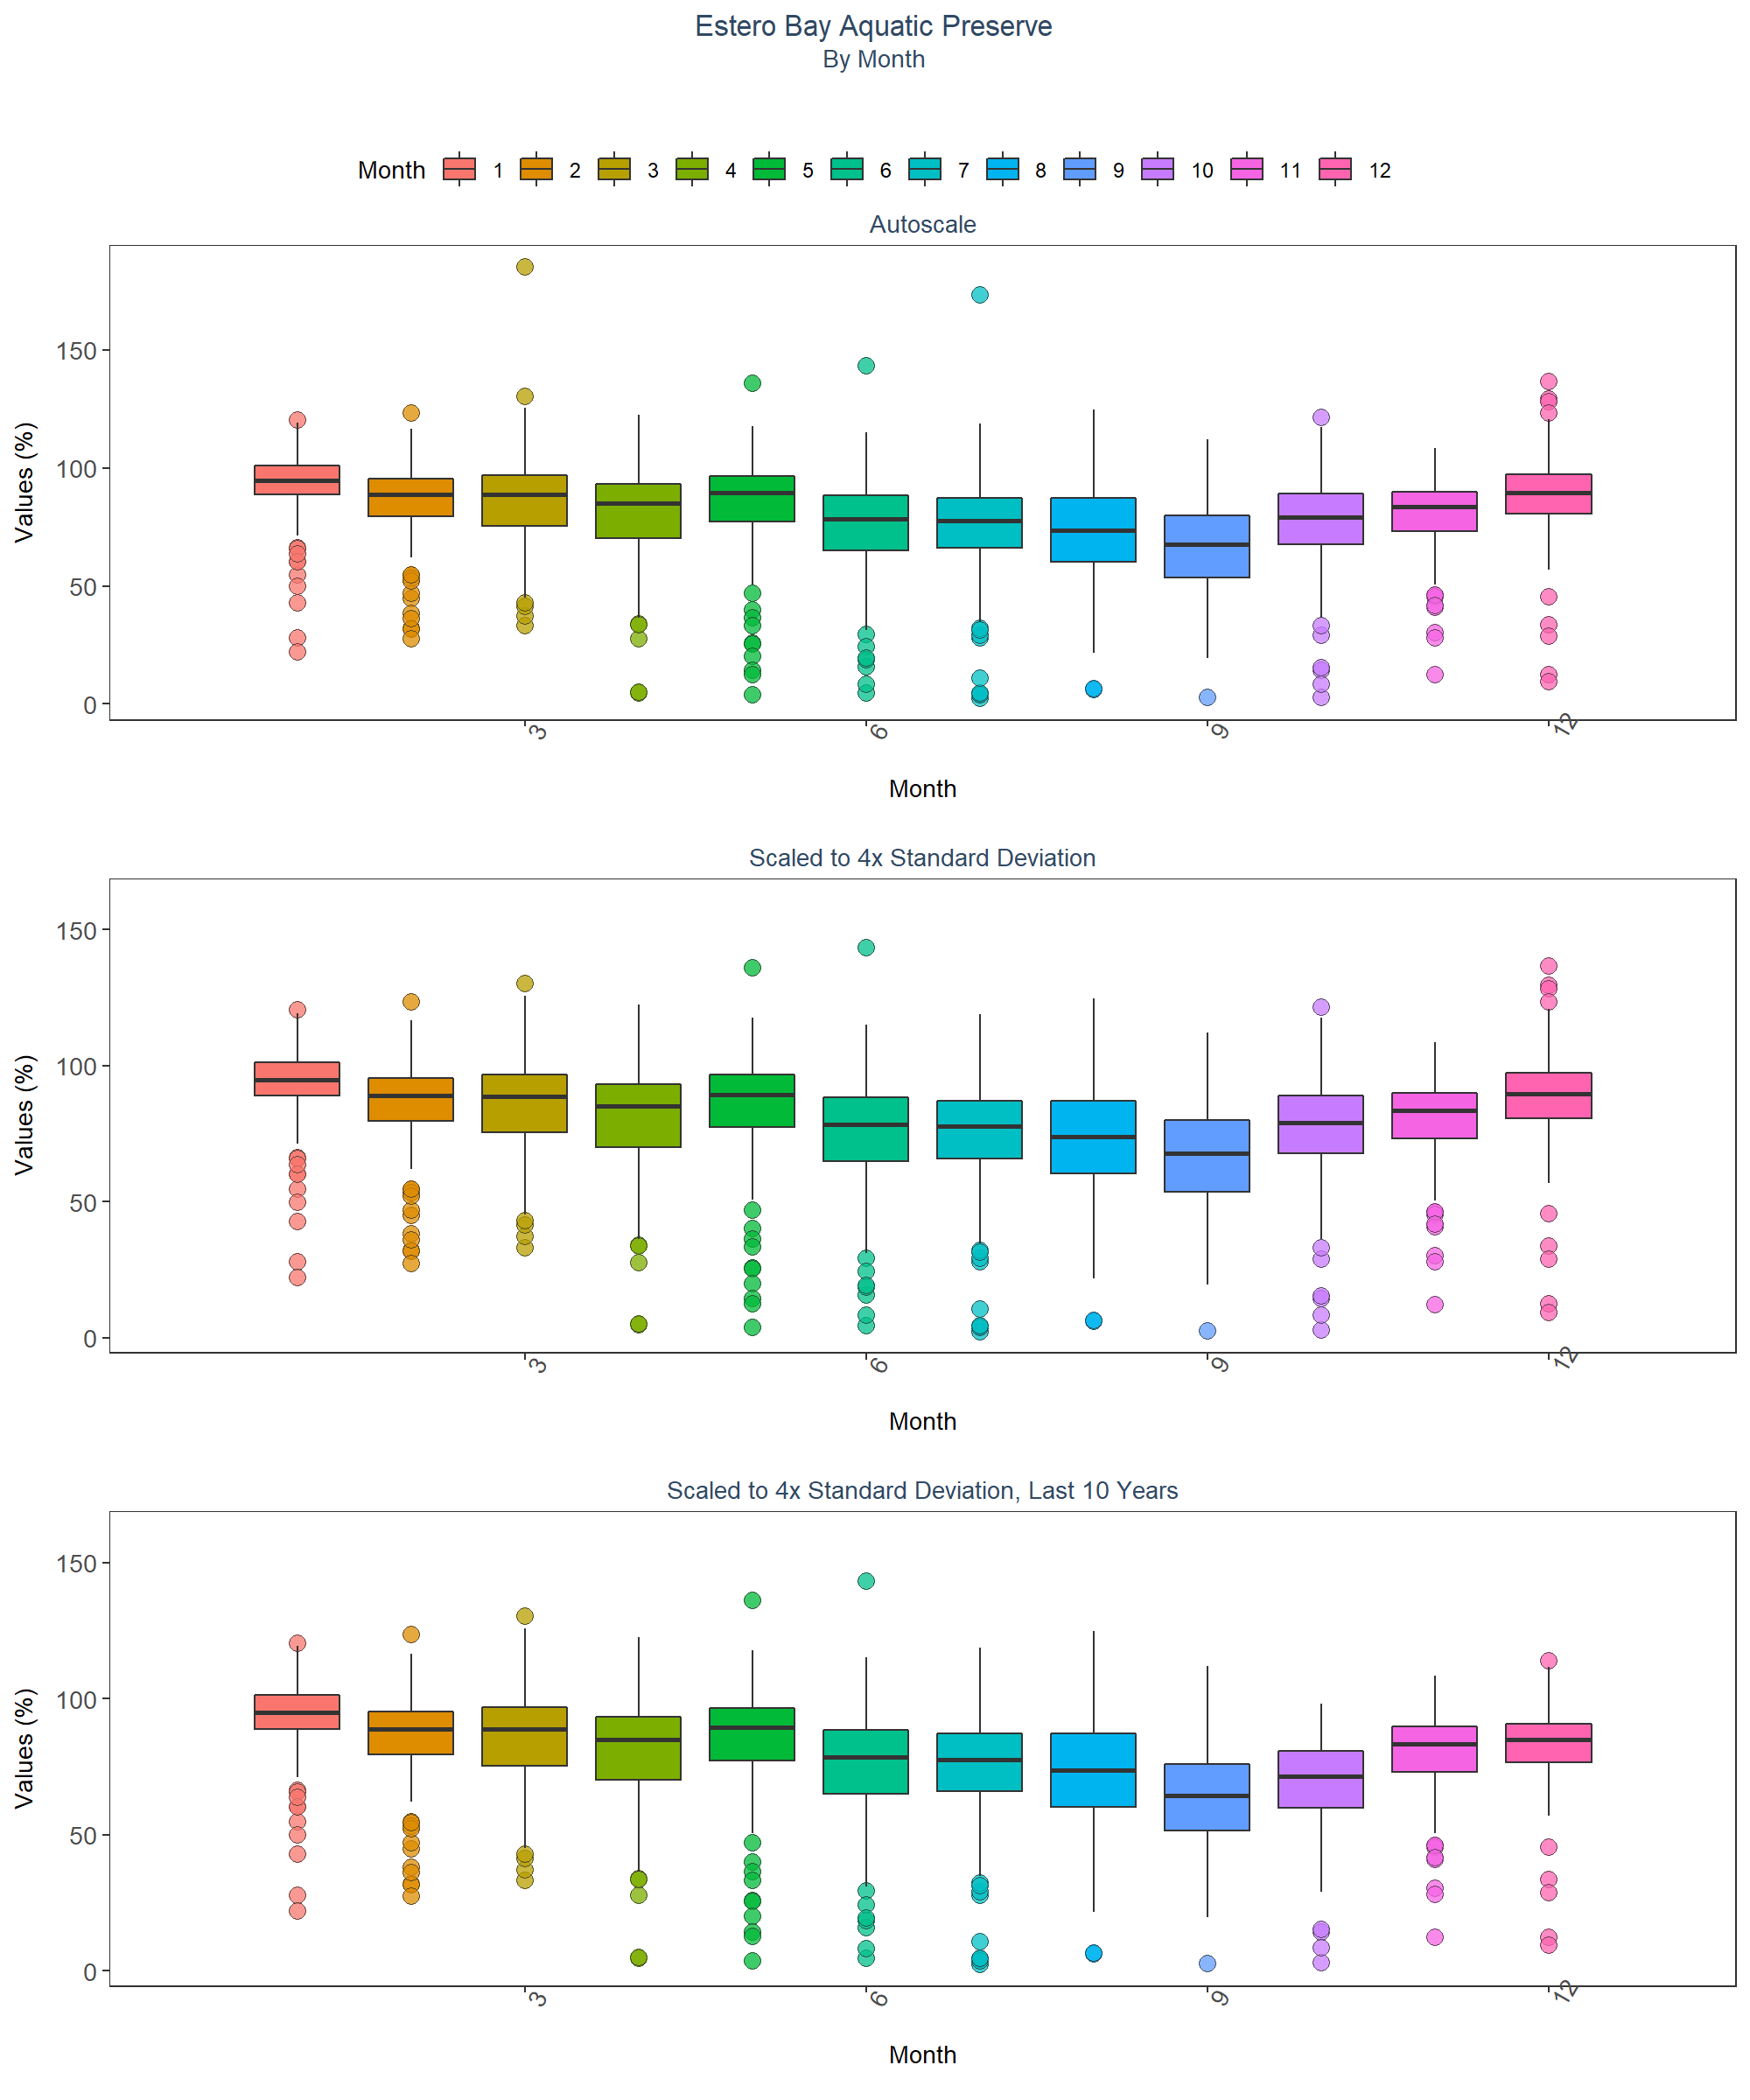 Estero Bay Aquatic Preserve
By Month
Month 1 2 3 4 5 6 7 8 9 10 11 12
Autoscale
Values (%)
150
100
50
0
3 6 9 12
Month
Scaled to 4x Standard Deviation
Values (%)
150
100
50
0
3 6 9 12
Month
Scaled to 4x Standard Deviation, Last 10 Years
Values (%)
150
100
50
0
3 6 9 12
Month